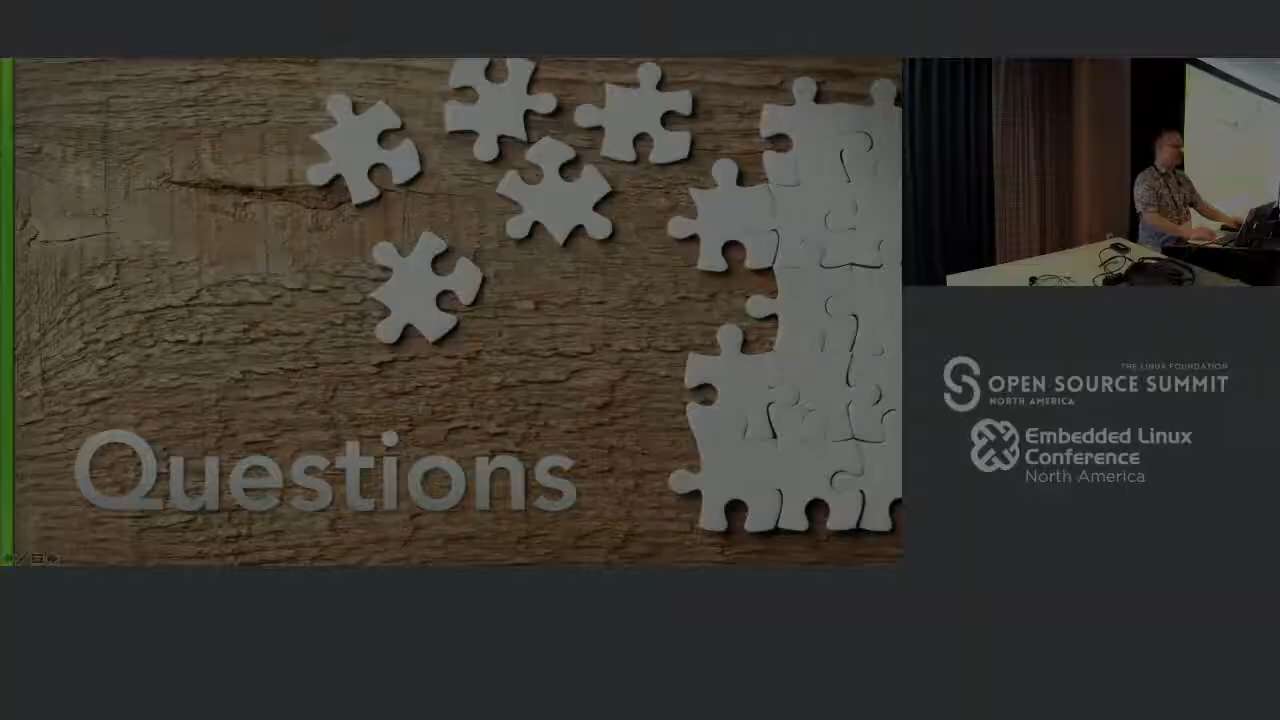 Questions
THE LINUX FOUNDATION
OPEN SOURCE SUMMIT
NORTH AMERICA
Embedded Linux
Conference
North America